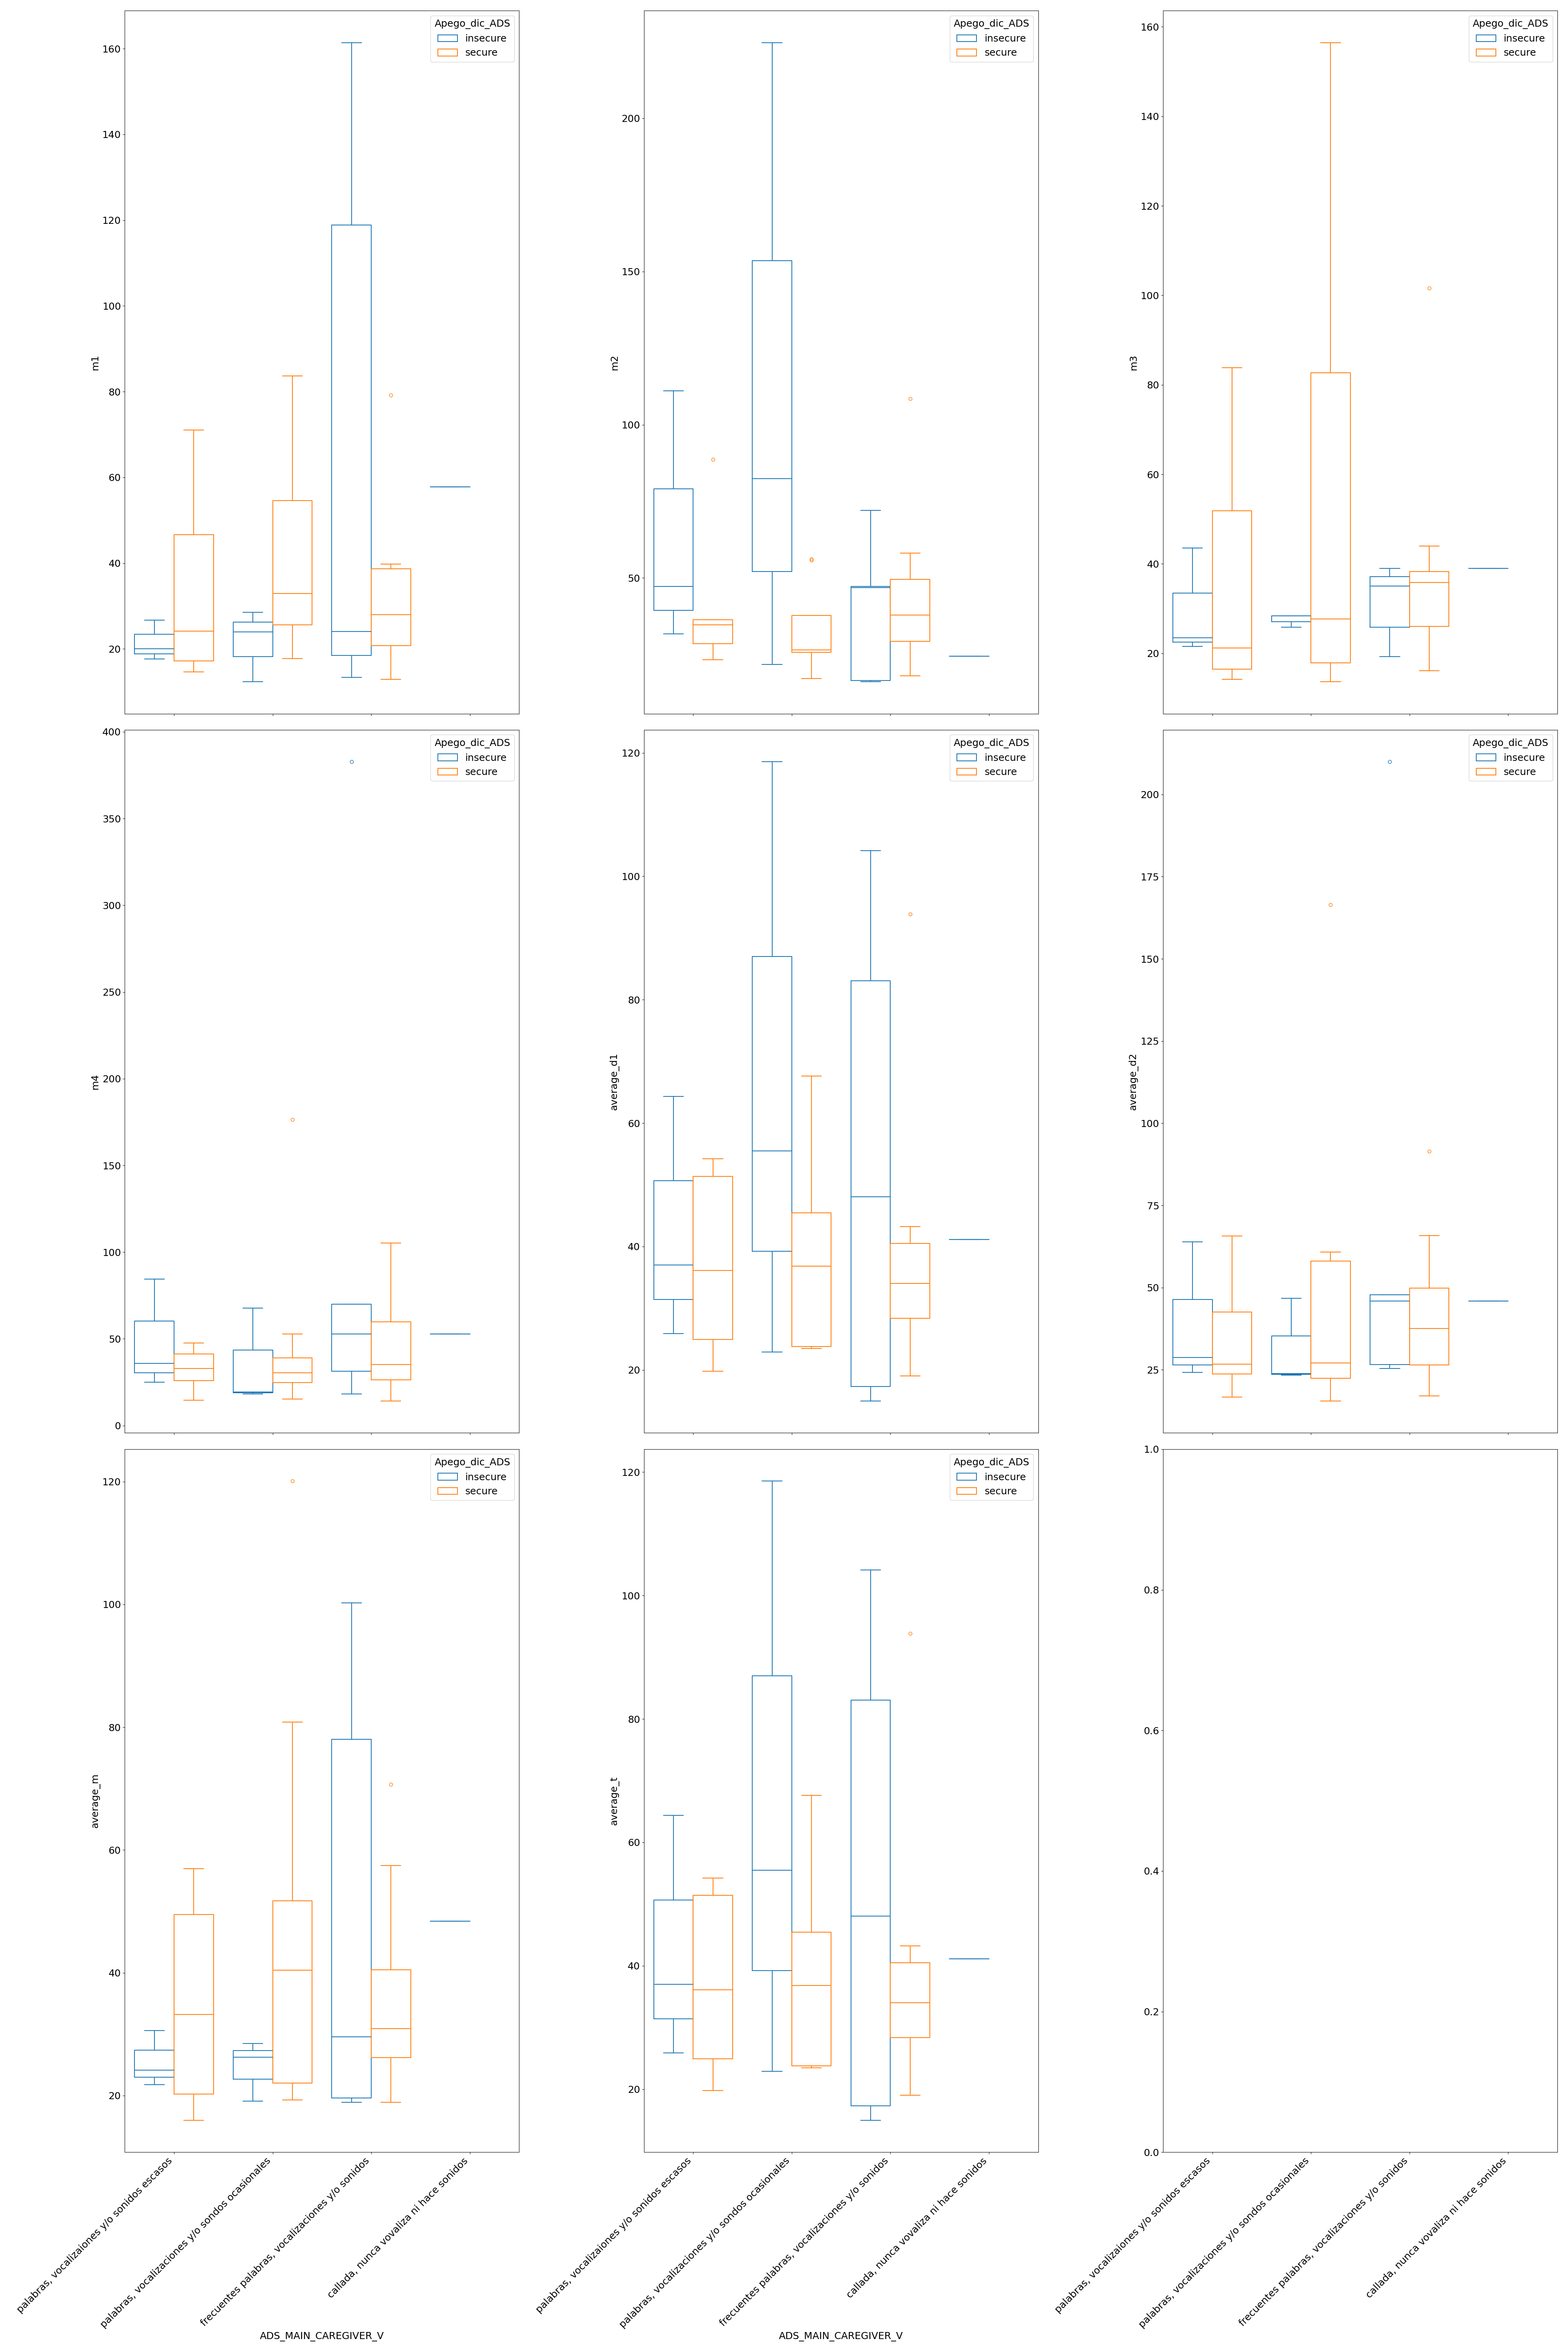 Apego_dic_ADS
insecure
secure
160
140
120
100
80
60
40
20
m1
Apego_dic_ADS
insecure
secure
200
150
100
50
m2
Apego_dic_ADS
insecure
secure
160
140
120
100
80
60
40
20
m3
Apego_dic_ADS
insecure
secure
400
350
300
250
200
150
100
50
0
m4
Apego_dic_ADS
insecure
secure
120
100
80
60
40
20
average_d1
Apego_dic_ADS
insecure
secure
200
175
150
125
100
75
50
25
average_d2
Apego_dic_ADS
insecure
secure
120
100
80
60
40
20
average_m
palabras, vocalizaiones y/o sonidos escasos
palabras, vocalizaciones y/o sondos ocasionales
frecuentes palabras, vocalizaciones y/o sonidos
callada, nunca vovaliza ni hace sonidos
ADS_MAIN_CAREGIVER_V
Apego_dic_ADS
insecure
secure
120
100
80
60
40
20
average_t
palabras, vocalizaiones y/o sonidos escasos
palabras, vocalizaciones y/o sondos ocasionales
frecuentes palabras, vocalizaciones y/o sonidos
callada, nunca vovaliza ni hace sonidos
ADS_MAIN_CAREGIVER_V
1.0
0.8
0.6
0.4
0.2
0.0
palabras, vocalizaiones y/o sonidos escasos
palabras, vocalizaciones y/o sondos ocasionales
frecuentes palabras, vocalizaciones y/o sonidos
callada, nunca vovaliza ni hace sonidos